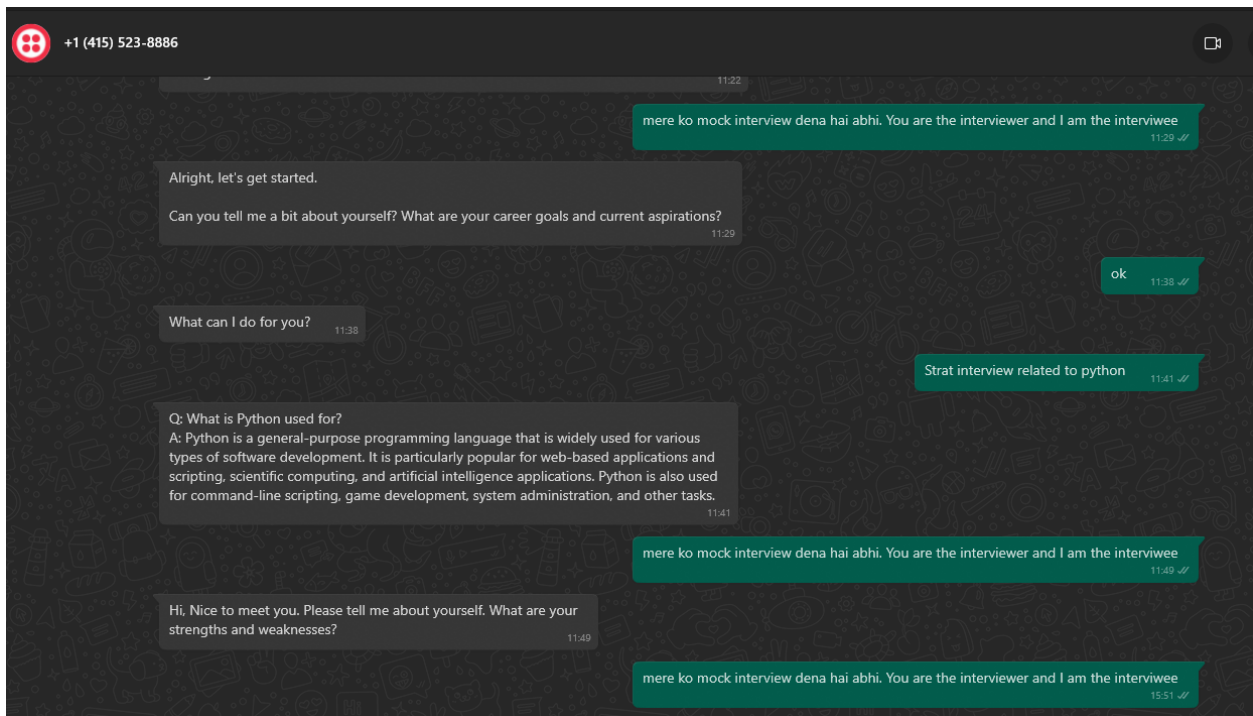 +1 (415) 523-8886
11:22
mere ko mock interview dena hai abhi. You are the interviewer and I am the interviwee
11:29
Alright, let's get started.
Can you tell me a bit about yourself? What are your career goals and current aspirations?
11:29
ok
11:38
What can I do for you?
11:38
Strat interview related to python
11:41
Q: What is Python used for?
A: Python is a general-purpose programming language that is widely used for various
types of software development. It is particularly popular for web-based applications and
scripting, scientific computing, and artificial intelligence applications. Python is also used
for command-line scripting, game development, system administration, and other tasks.
11:41
mere ko mock interview dena hai abhi. You are the interviewer and I am the interviwee
11:49
Hi, Nice to meet you. Please tell me about yourself. What are your
strengths and weaknesses?
11:49
mere ko mock interview dena hai abhi. You are the interviewer and I am the interviwee
15:51